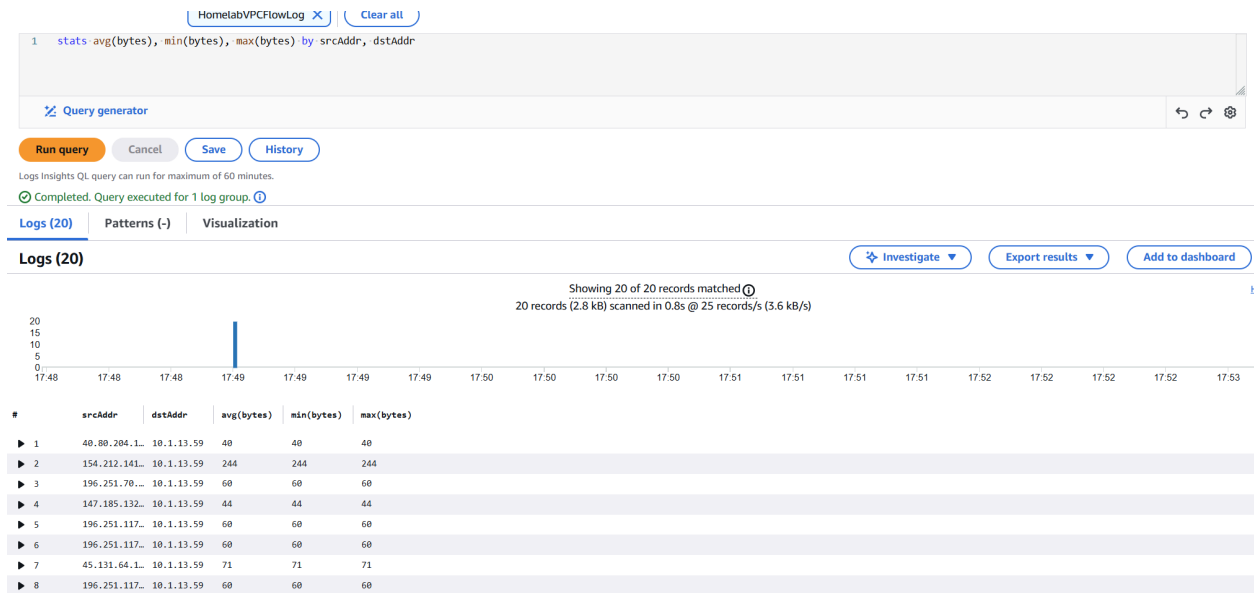 HomelabVPCFlowLog Clear all
1 stats avg(bytes), min(bytes), max(bytes) by srcAddr, dstAddr
Query generator
Run query Cancel Save History
Logs Insights QL query can run for maximum of 60 minutes.
Completed. Query executed for 1 log group.
Logs (20) Patterns (-) Visualization
Logs (20) Investigate Export results Add to dashboard
Showing 20 of 20 records matched
20 records (2.8 kB) scanned in 0.8s @ 25 records/s (3.6 kB/s)
20
15
10
5
0
17:48 17:48 17:48 17:49 17:49 17:49 17:49 17:50 17:50 17:50 17:50 17:51 17:51 17:51 17:51 17:52 17:52 17:52 17:52 17:53
# srcAddr dstAddr avg(bytes) min(bytes) max(bytes)
1 40.80.204.1… 10.1.13.59 40 40 40
2 154.212.141… 10.1.13.59 244 244 244
3 196.251.70.… 10.1.13.59 60 60 60
4 147.185.132… 10.1.13.59 44 44 44
5 196.251.117… 10.1.13.59 60 60 60
6 196.251.117… 10.1.13.59 60 60 60
7 45.131.64.1… 10.1.13.59 71 71 71
8 196.251.117… 10.1.13.59 60 60 60